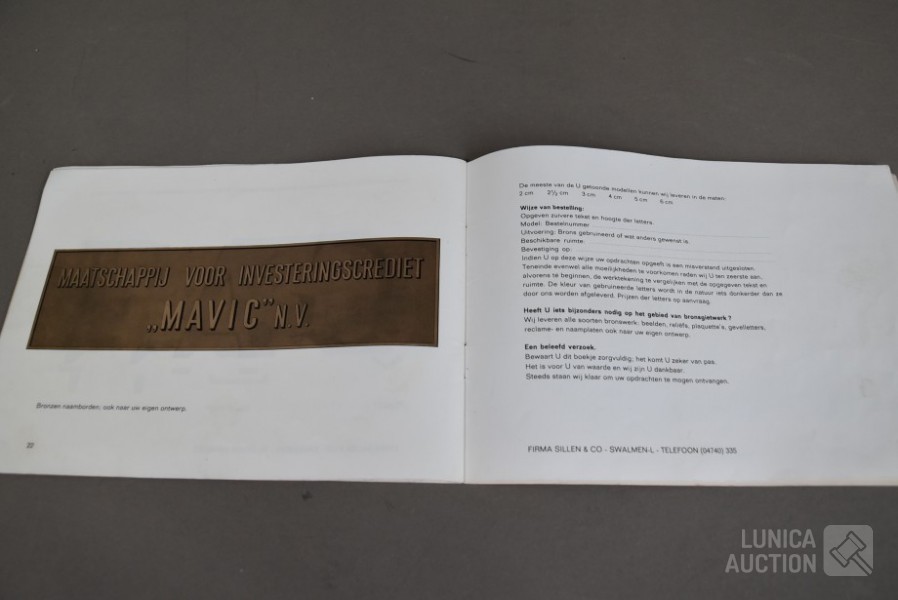 MAATSCHAPPIJ VOOR INVESTERINGSCREDIET
„MAVIC” N.V.
Bronzen naamborden, ook naar uw eigen ontwerp.
22
De meeste van de U getoonde modellen kunnen wij leveren in de maten:
2 cm 2½ cm 3 cm 4 cm 5 cm 6 cm
Wijze van bestelling:
Opgeven zuivere tekst en hoogte der letters.
Model: Bestelnummer
Uitvoering: Brons gebruineerd of wat anders gewenst is.
Beschikbare ruimte:
Bevestiging op:
Indien U op deze wijze uw opdrachten opgeeft is een misverstand uitgesloten.
Teneinde evenwel alle moeilijkheden te voorkomen raden wij U ten zeerste aan,
alvorens te beginnen, de werktekening te vergelijken met de opgegeven tekst en
ruimte. De kleur van gebruineerde letters wordt in de natuur iets donkerder dan ze
door ons worden afgeleverd. Prijzen der letters op aanvraag.
Heeft U iets bijzonders nodig op het gebied van bronsgietwerk?
Wij leveren alle soorten bronswerk: beelden, reliëfs, plaquette's, gevelletters,
reclame- en naamplaten ook naar uw eigen ontwerp.
Een beleefd verzoek.
Bewaart U dit boekje zorgvuldig; het komt U zeker van pas.
Het is voor U van waarde en wij zijn U dankbaar.
Steeds staan wij klaar om uw opdrachten te mogen ontvangen.
FIRMA SILLEN & CO - SWALMEN-L - TELEFOON (04740) 335
LUNICA
AUCTION